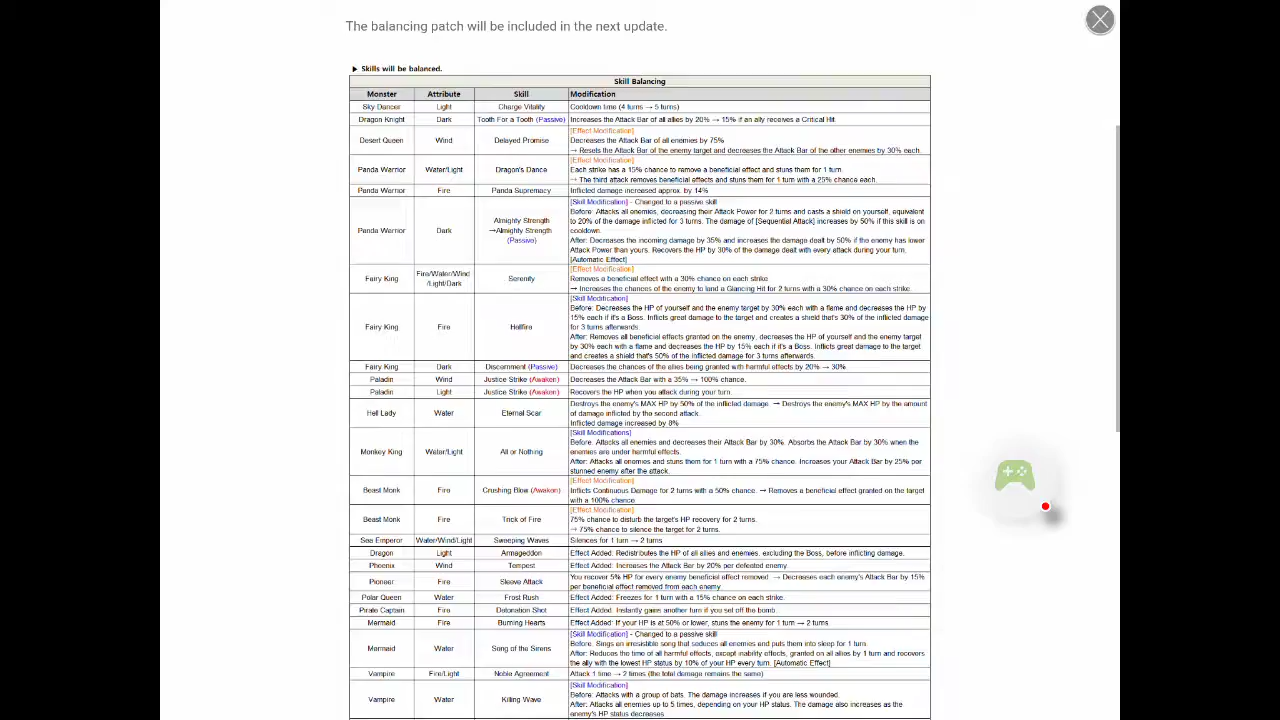 The balancing patch will be included in the next update.
▶ Skills will be balanced.
Skill Balancing
Monster Attribute Skill Modification
Sky Dancer Light Charge Vitality Cooldown time (4 turns → 5 turns)
Dragon Knight Dark Tooth For a Tooth (Passive) Increases the Attack Bar of all allies by 20% → 15% if an ally receives a Critical Hit.
Desert Queen Wind Delayed Promise
[Effect Modification]
Decreases the Attack Bar of all enemies by 75%
→ Resets the Attack Bar of the enemy target and decreases the Attack Bar of the other enemies by 30% each.
Panda Warrior Water/Light Dragon's Dance
[Effect Modification]
Each strike has a 15% chance to remove a beneficial effect and stuns them for 1 turn.
→ The third attack removes beneficial effects and stuns them for 1 turn with a 25% chance each.
Panda Warrior Fire Panda Supremacy Inflicted damage increased approx. by 14%
Panda Warrior Dark
Almighty Strength
→Almighty Strength
(Passive)
[Skill Modification] - Changed to a passive skill
Before: Attacks all enemies, decreasing their Attack Power for 2 turns and casts a shield on yourself, equivalent
to 20% of the damage inflicted for 3 turns. The damage of [Sequential Attack] increases by 50% if this skill is on
cooldown.
After: Decreases the incoming damage by 35% and increases the damage dealt by 50% if the enemy has lower
Attack Power than yours. Recovers the HP by 30% of the damage dealt with every attack during your turn.
[Automatic Effect]
Fairy King
Fire/Water/Wind
/Light/Dark
Serenity
[Effect Modification]
Removes a beneficial effect with a 30% chance on each strike.
→ Increases the chances of the enemy to land a Glancing Hit for 2 turns with a 30% chance on each strike.
Fairy King Fire Hellfire
[Skill Modification]
Before: Decreases the HP of yourself and the enemy target by 30% each with a flame and decreases the HP by
15% each if it's a Boss. Inflicts great damage to the target and creates a shield that's 30% of the inflicted damage
for 3 turns afterwards.
After: Removes all beneficial effects granted on the enemy, decreases the HP of yourself and the enemy target
by 30% each with a flame and decreases the HP by 15% each if it's a Boss. Inflicts great damage to the target
and creates a shield that's 50% of the inflicted damage for 3 turns afterwards.
Fairy King Dark Discernment (Passive) Decreases the chances of the allies being granted with harmful effects by 20% → 30%
Paladin Wind Justice Strike (Awaken) Decreases the Attack Bar with a 35% → 100% chance.
Paladin Light Justice Strike (Awaken) Recovers the HP when you attack during your turn.
Hell Lady Water Eternal Scar
Destroys the enemy's MAX HP by 50% of the inflicted damage. → Destroys the enemy's MAX HP by the amount
of damage inflicted by the second attack.
Inflicted damage increased by 8%
Monkey King Water/Light All or Nothing
[Skill Modifications]
Before: Attacks all enemies and decreases their Attack Bar by 30%. Absorbs the Attack Bar by 30% when the
enemies are under harmful effects.
After: Attacks all enemies and stuns them for 1 turn with a 75% chance. Increases your Attack Bar by 25% per
stunned enemy after the attack.
Beast Monk Fire Crushing Blow (Awaken)
[Effect Modification]
Inflicts Continuous Damage for 2 turns with a 50% chance. → Removes a beneficial effect granted on the target
with a 100% chance
Beast Monk Fire Trick of Fire
[Effect Modification]
75% chance to disturb the target's HP recovery for 2 turns.
→ 75% chance to silence the target for 2 turns.
Sea Emperor Water/Wind/Light Sweeping Waves Silences for 1 turn → 2 turns
Dragon Light Armageddon Effect Added: Redistributes the HP of all allies and enemies, excluding the Boss, before inflicting damage.
Phoenix Wind Tempest Effect Added: Increases the Attack Bar by 20% per defeated enemy.
Pioneer Fire Sleeve Attack
You recover 5% HP for every enemy beneficial effect removed → Decreases each enemy's Attack Bar by 15%
per beneficial effect removed from each enemy.
Polar Queen Water Frost Rush Effect Added: Freezes for 1 turn with a 15% chance on each strike.
Pirate Captain Fire Detonation Shot Effect Added: Instantly gains another turn if you set off the bomb.
Mermaid Fire Burning Hearts Effect Added: If your HP is at 50% or lower, stuns the enemy for 1 turn → 2 turns
Mermaid Water Song of the Sirens
[Skill Modification] - Changed to a passive skill
Before: Sings an irresistible song that seduces all enemies and puts them into sleep for 1 turn.
After: Reduces the time of all harmful effects, except inability effects, granted on all allies by 1 turn and recovers
the ally with the lowest HP status by 10% of your HP every turn. [Automatic Effect]
Vampire Fire/Light Noble Agreement Attack 1 time → 2 times (the total damage remains the same)
Vampire Water Killing Wave
[Skill Modification]
Before: Attacks with a group of bats. The damage increases if you are less wounded.
After: Attacks all enemies up to 5 times, depending on your HP status. The damage also increases as the
enemy's HP status decreases.